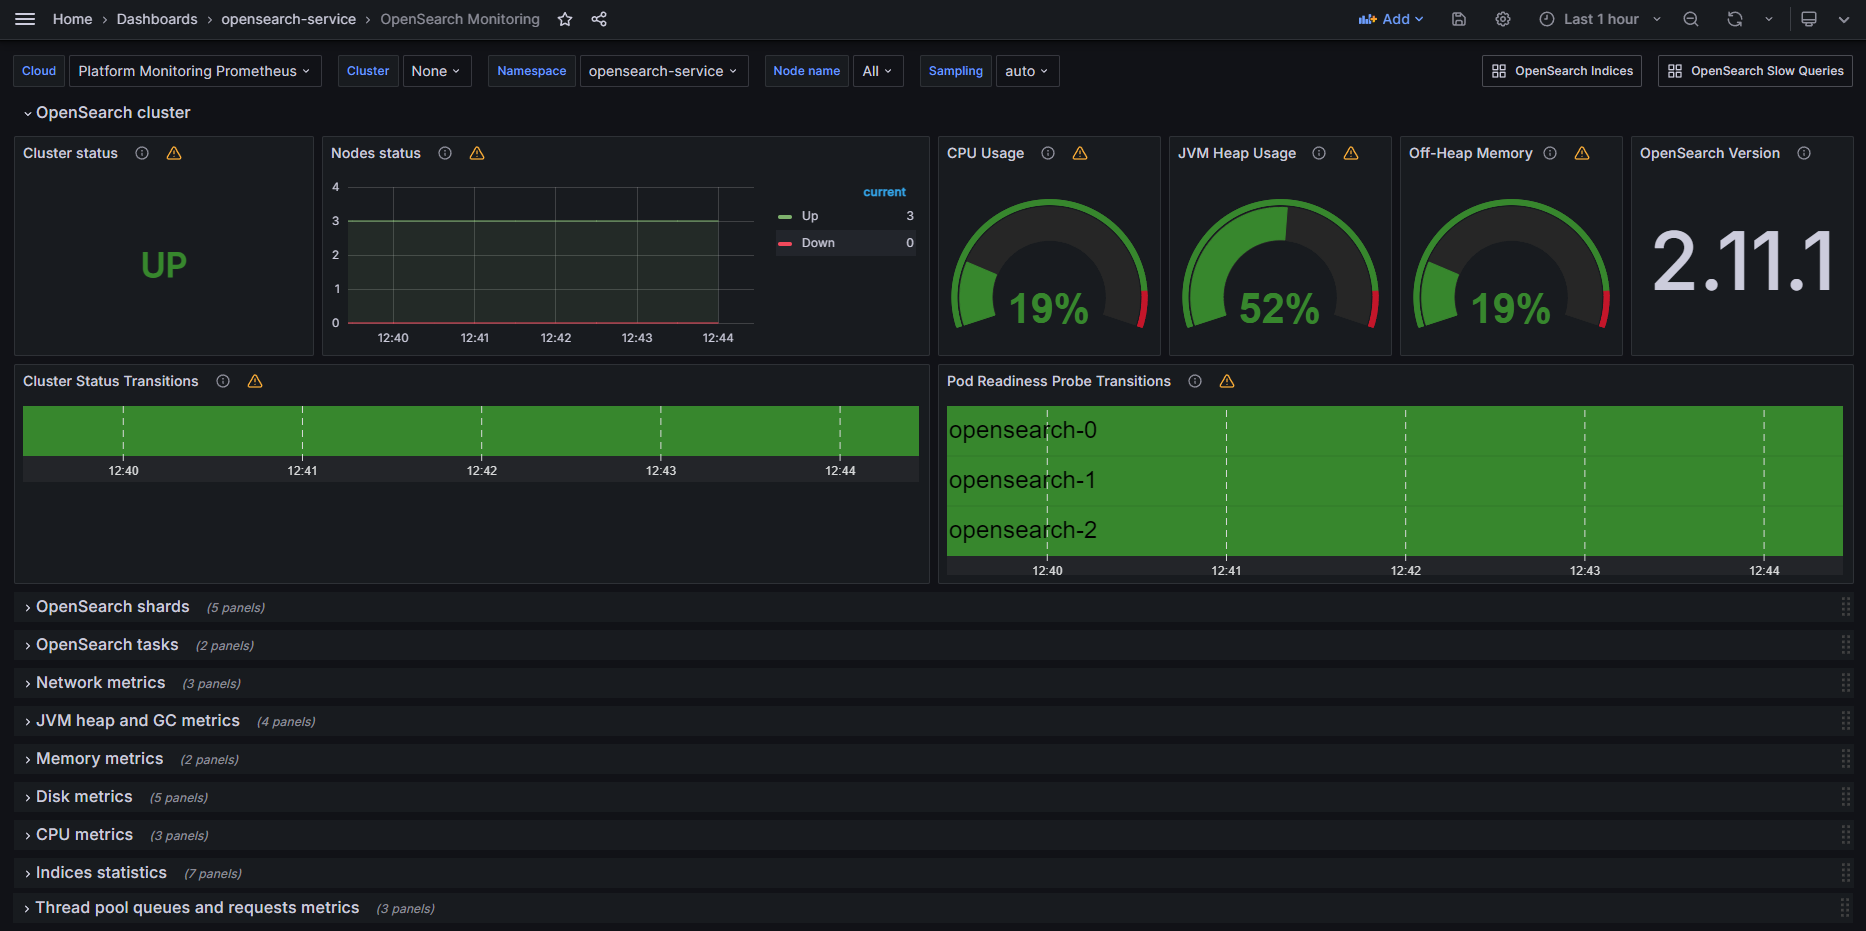 Home › Dashboards › opensearch-service › OpenSearch Monitoring Add Last 1 hour
Cloud Platform Monitoring Prometheus Cluster None Namespace opensearch-service Node name All Sampling auto OpenSearch Indices OpenSearch Slow Queries
OpenSearch cluster
Cluster status
UP
Nodes status
4
3
2
1
0
12:40 12:41 12:42 12:43 12:44
current
Up 3
Down 0
CPU Usage
19%
JVM Heap Usage
52%
Off-Heap Memory
19%
OpenSearch Version
2.11.1
Cluster Status Transitions
12:40 12:41 12:42 12:43 12:44
Pod Readiness Probe Transitions
opensearch-0
opensearch-1
opensearch-2
12:40 12:41 12:42 12:43 12:44
OpenSearch shards (5 panels)
OpenSearch tasks (2 panels)
Network metrics (3 panels)
JVM heap and GC metrics (4 panels)
Memory metrics (2 panels)
Disk metrics (5 panels)
CPU metrics (3 panels)
Indices statistics (7 panels)
Thread pool queues and requests metrics (3 panels)